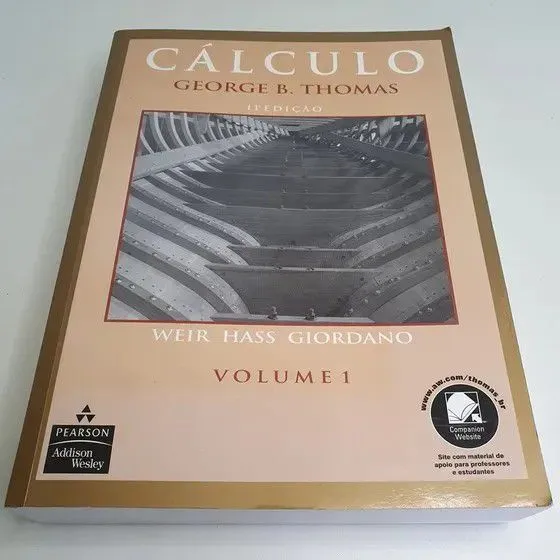 CÁLCULO
GEORGE B. THOMAS
11ª EDIÇÃO
WEIR HASS GIORDANO
VOLUME 1
PEARSON
Addison
Wesley
www.aw.com/thomas_br
Companion
Website
Site com material de
apoio para professores
e estudantes